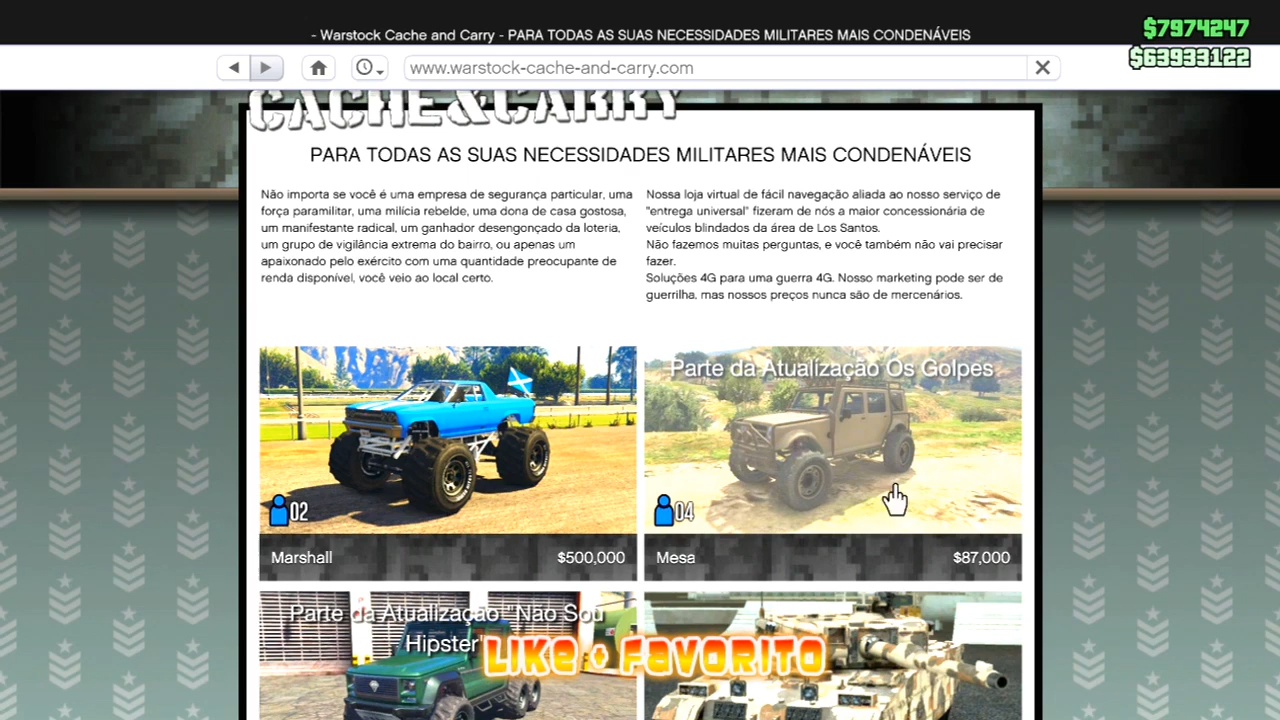 - Warstock Cache and Carry - PARA TODAS AS SUAS NECESSIDADES MILITARES MAIS CONDENÁVEIS
$7974247
$63933122
www.warstock-cache-and-carry.com
CACHE&CARRY
PARA TODAS AS SUAS NECESSIDADES MILITARES MAIS CONDENÁVEIS
Não importa se você é uma empresa de segurança particular, uma
força paramilitar, uma milícia rebelde, uma dona de casa gostosa,
um manifestante radical, um ganhador desengonçado da loteria,
um grupo de vigilância extrema do bairro, ou apenas um
apaixonado pelo exército com uma quantidade preocupante de
renda disponível, você veio ao local certo.
Nossa loja virtual de fácil navegação aliada ao nosso serviço de
"entrega universal" fizeram de nós a maior concessionária de
veículos blindados da área de Los Santos.
Não fazemos muitas perguntas, e você também não vai precisar
fazer.
Soluções 4G para uma guerra 4G. Nosso marketing pode ser de
guerrilha, mas nossos preços nunca são de mercenários.
02
Marshall $500,000
Parte da Atualização Os Golpes
04
Mesa $87,000
Parte da Atualização "Não Sou
Hipster"
LIKE + FAVORITO